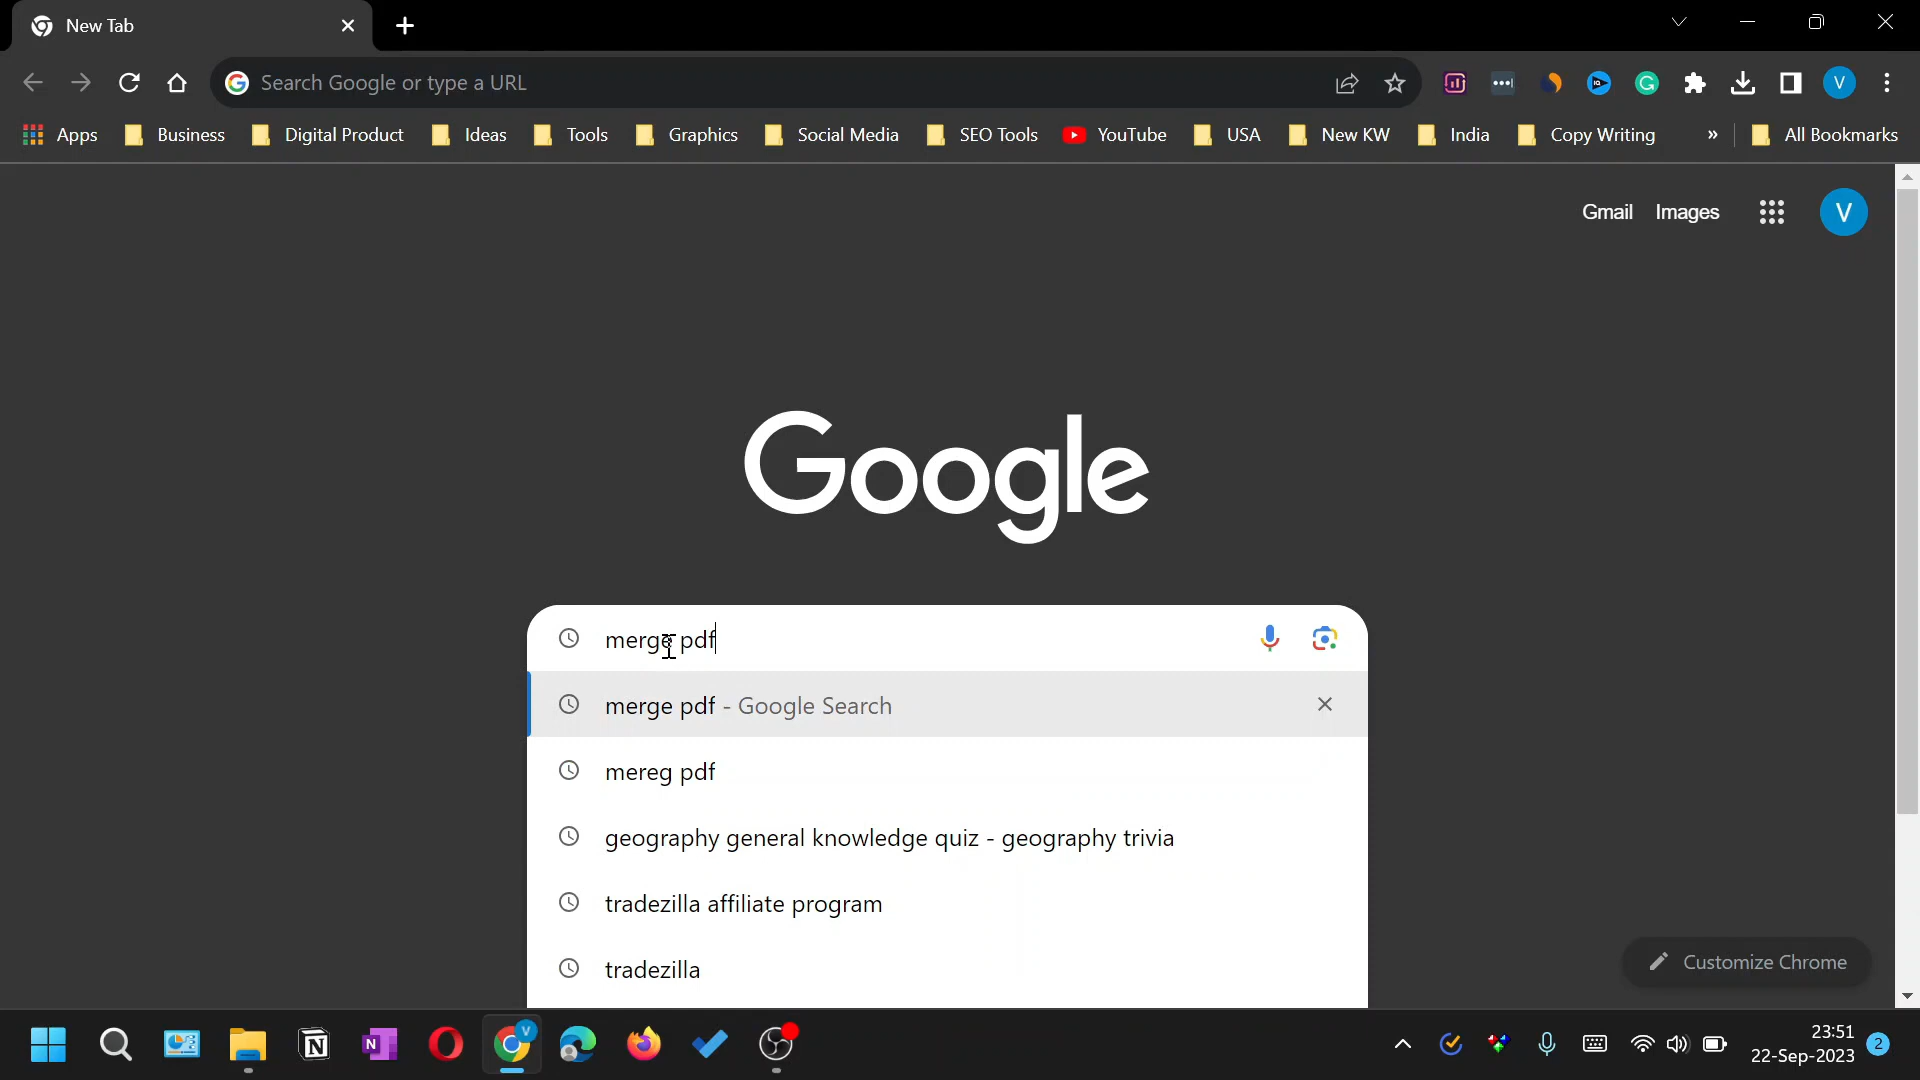 New Tab
Search Google or type a URL
Apps Business Digital Product Ideas Tools Graphics Social Media SEO Tools YouTube USA New KW India Copy Writing » All Bookmarks
Gmail Images V
Google
merge pdf
merge pdf - Google Search
mereg pdf
geography general knowledge quiz - geography trivia
tradezilla affiliate program
tradezilla
Customize Chrome
23:51
22-Sep-2023 2